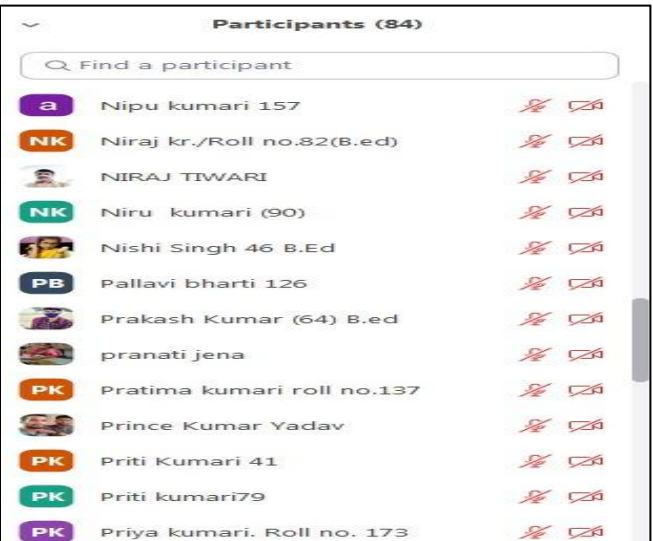 Participants (84)
Find a participant
a Nipu kumari 157
NK Niraj kr./Roll no.82(B.ed)
NIRAJ TIWARI
NK Niru kumari (90)
Nishi Singh 46 B.Ed
PB Pallavi bharti 126
Prakash Kumar (64) B.ed
pranati jena
PK Pratima kumari roll no.137
Prince Kumar Yadav
PK Priti Kumari 41
PK Priti kumari79
PK Priya kumari. Roll no. 173